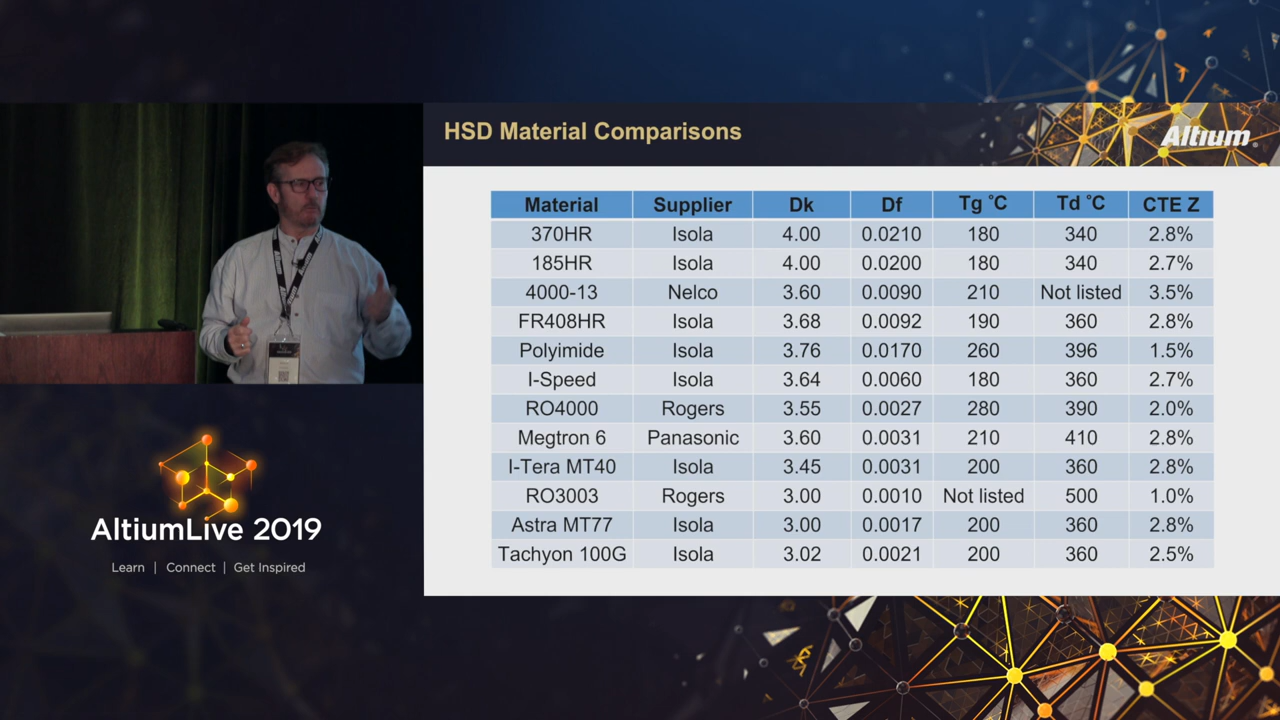 HSD Material Comparisons
Altium.
Material Supplier Dk Df Tg °C Td °C CTE Z
370HR Isola 4.00 0.0210 180 340 2.8%
185HR Isola 4.00 0.0200 180 340 2.7%
4000-13 Nelco 3.60 0.0090 210 Not listed 3.5%
FR408HR Isola 3.68 0.0092 190 360 2.8%
Polyimide Isola 3.76 0.0170 260 396 1.5%
I-Speed Isola 3.64 0.0060 180 360 2.7%
RO4000 Rogers 3.55 0.0027 280 390 2.0%
Megtron 6 Panasonic 3.60 0.0031 210 410 2.8%
I-Tera MT40 Isola 3.45 0.0031 200 360 2.8%
RO3003 Rogers 3.00 0.0010 Not listed 500 1.0%
Astra MT77 Isola 3.00 0.0017 200 360 2.8%
Tachyon 100G Isola 3.02 0.0021 200 360 2.5%
AltiumLive 2019
Learn | Connect | Get Inspired